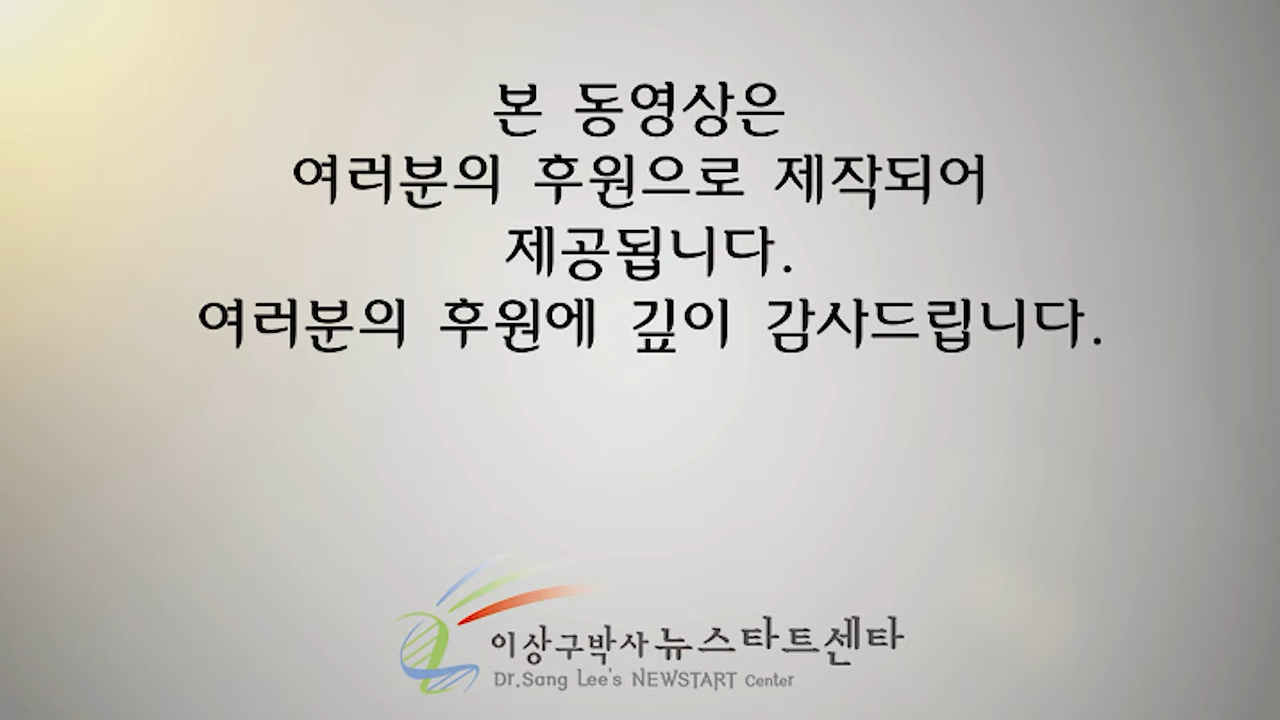 본 동영상은
여러분의 후원으로 제작되어
제공됩니다.
여러분의 후원에 깊이 감사드립니다.
이상구박사 뉴스타트센타
Dr.Sang Lee's NEWSTART Center